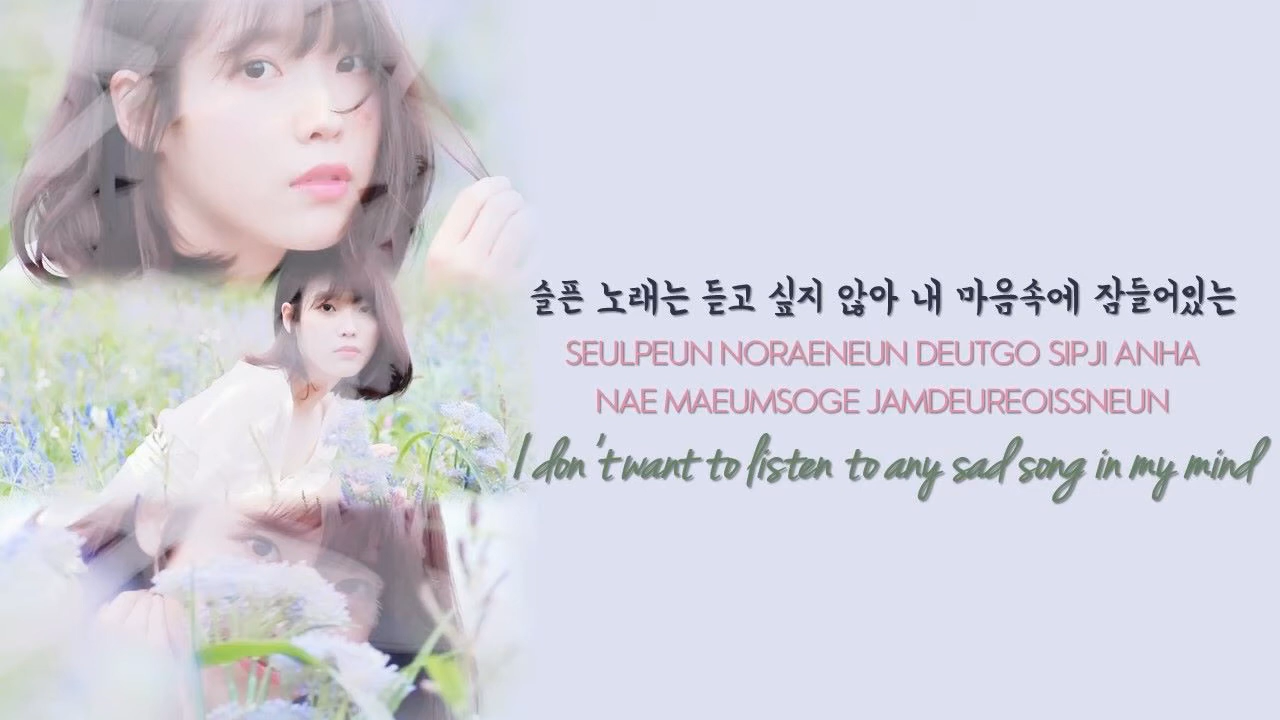 슬픈 노래는 듣고 싶지 않아 내 마음속에 잠들어있는
SEULPEUN NORAENEUN DEUTGO SIPJI ANHA
NAE MAEUMSOGE JAMDEUREOISSNEUN
I don't want to listen to any sad song in my mind